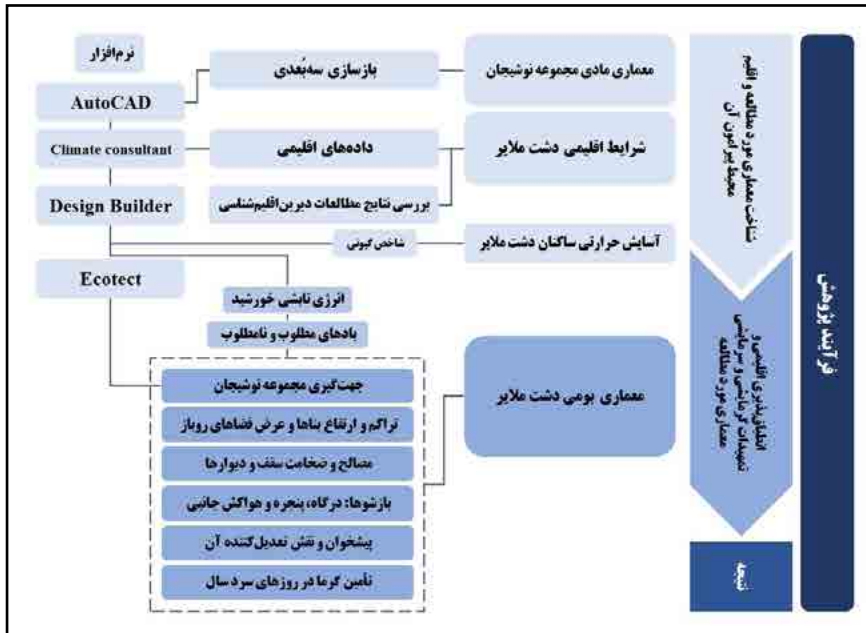 فرآیند پژوهش
شناخت معماری مورد مطالعه و اقلیم
محیط پیرامون آن
انطباق‌پذیری اقلیمی و
تمهیدات گرمایشی و سرمایشی
معماری مورد مطالعه
نتیجه
معماری مادی مجموعه نوشیجان
شرایط اقلیمی دشت ملایر
آسایش حرارتی ساکنان دشت ملایر
معماری بومی دشت ملایر
بازسازی سه‌بُعدی
داده‌های اقلیمی
بررسی نتایج مطالعات دیرین‌اقلیم‌شناسی
شاخص گیونی
انرژی تابشی خورشید
بادهای مطلوب و نامطلوب
جهت‌گیری مجموعه نوشیجان
تراکم و ارتفاع بناها و عرض فضاهای روباز
مصالح و ضخامت سقف و دیوارها
بازشوها: درگاه، پنجره و هواکش جانبی
پیشخوان و نقش تعدیل‌کننده آن
تأمین گرما در روزهای سرد سال
نرم‌افزار
AutoCAD
Climate consultant
Design Builder
Ecotect